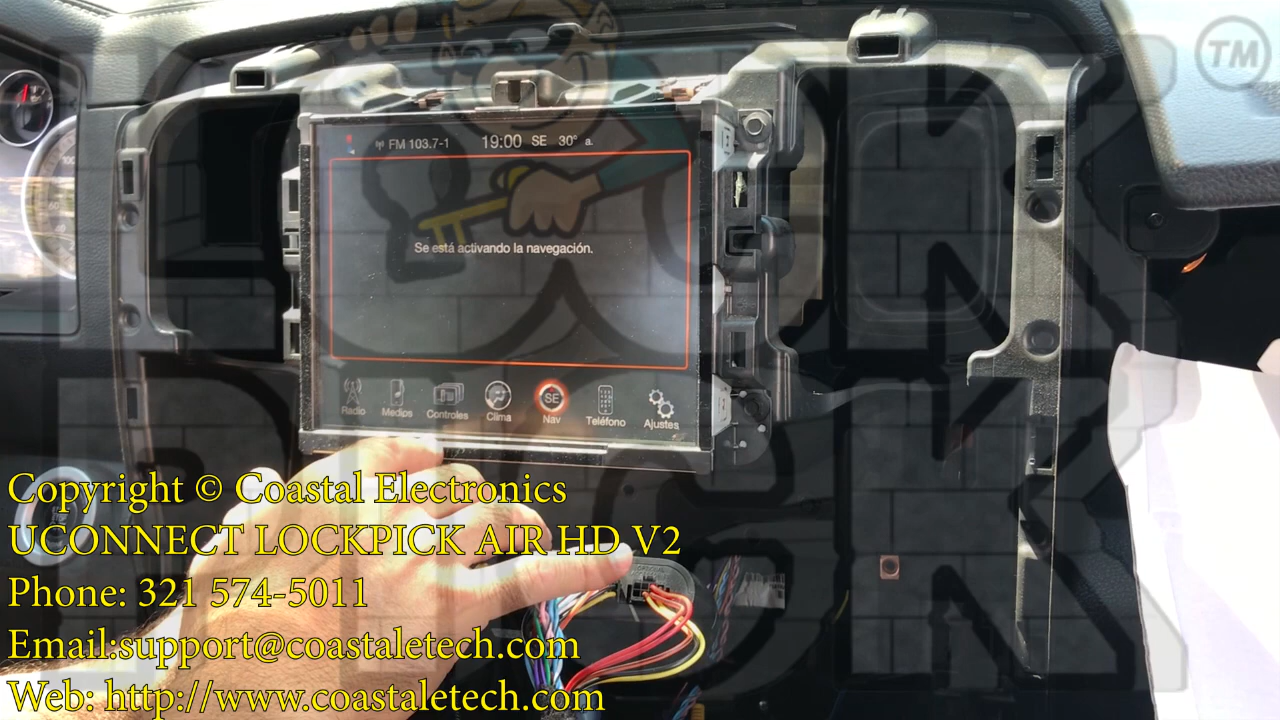 FM 103.7-1 19:00 SE 30° a.
Se está activando la navegación.
Radio Medios Controles Clima SE Nav Teléfono Ajustes
TM
LOCK
PICK
Copyright © Coastal Electronics
UCONNECT LOCKPICK AIR HD V2
Phone: 321 574-5011
Email:support@coastaletech.com
Web: http://www.coastaletech.com